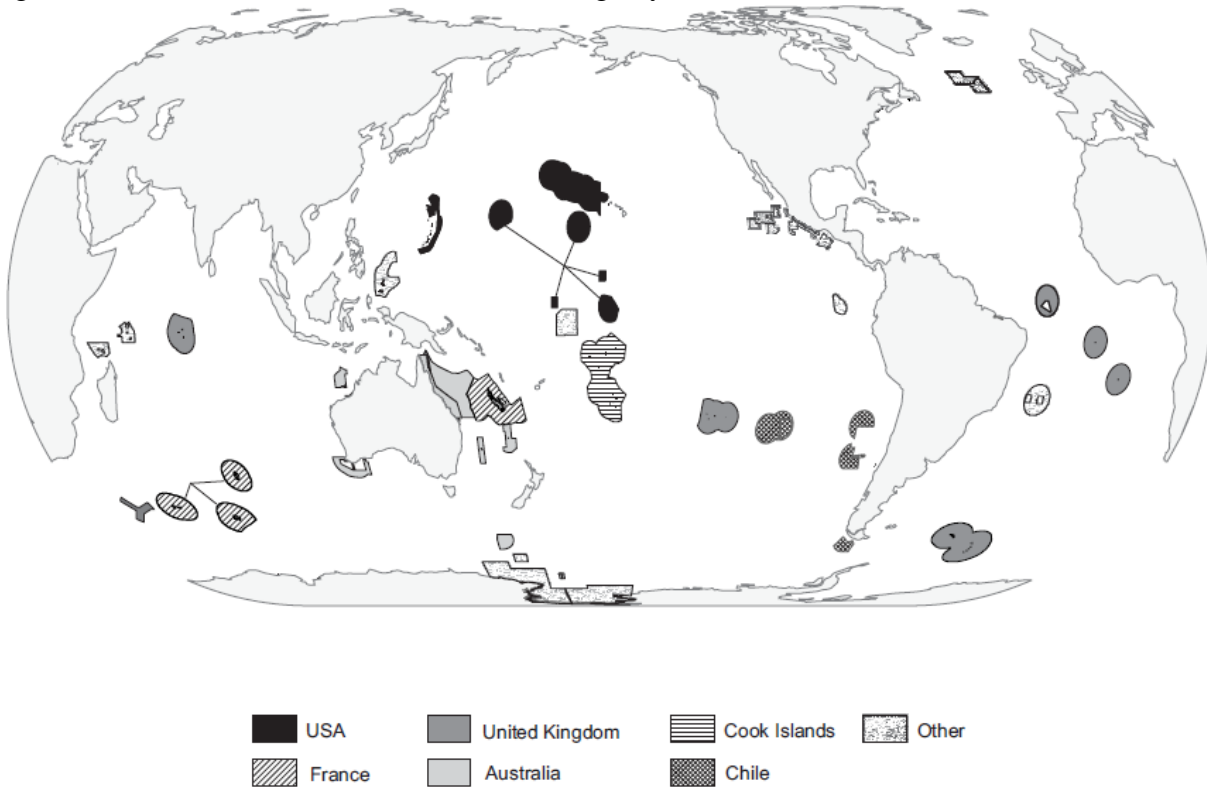 USA
United Kingdom
Cook Islands
Other
France
Australia
Chile